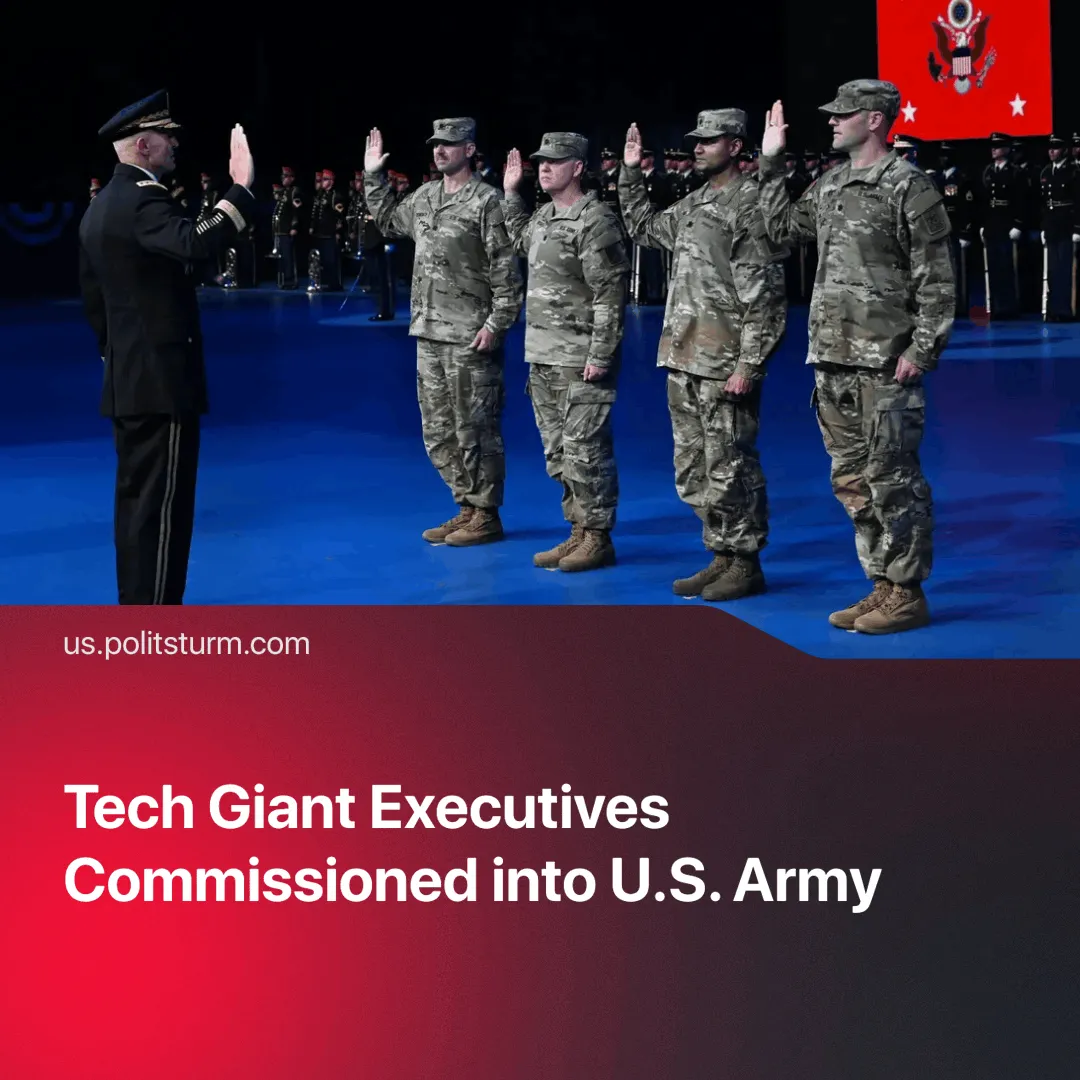 us.politsturm.com
Tech Giant Executives
Commissioned into U.S. Army